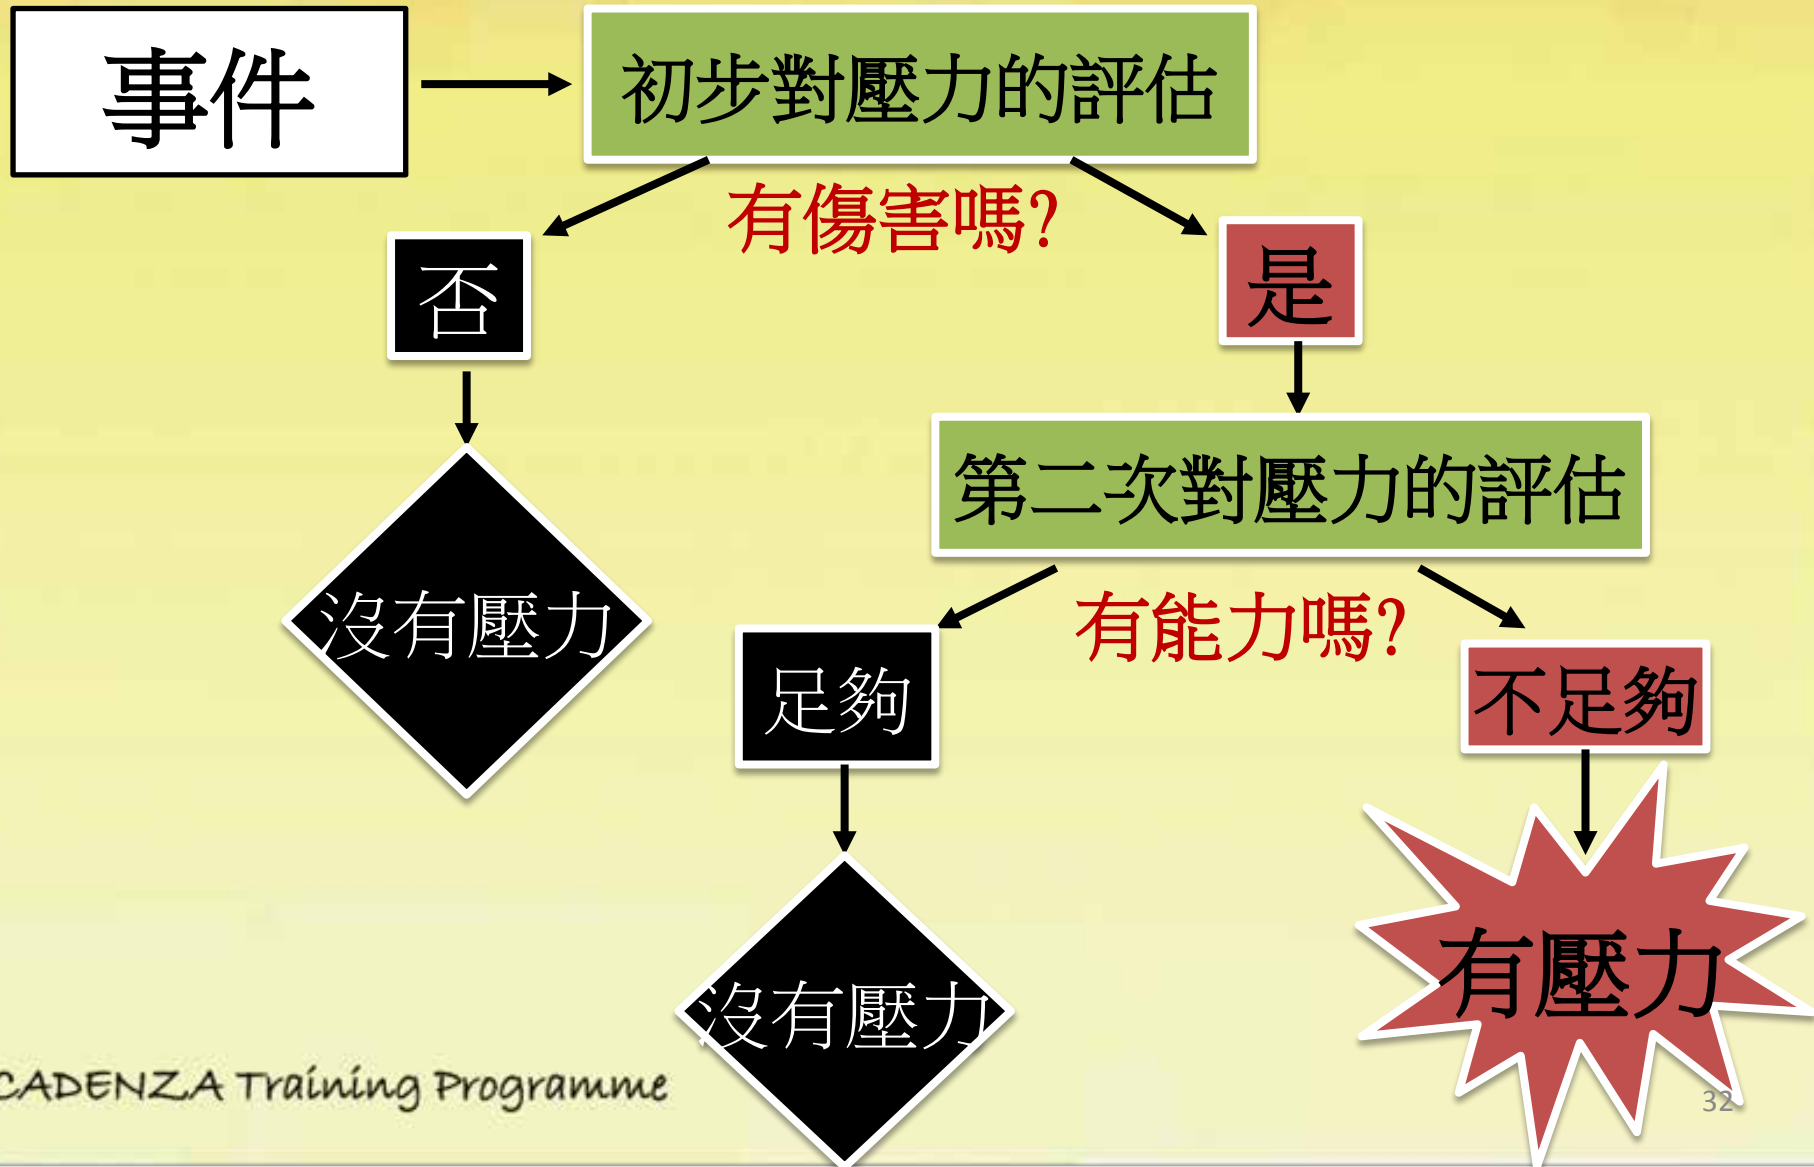 事件
初步對壓力的評估
有傷害嗎?
否
是
第二次對壓力的評估
沒有壓力
有能力嗎?
足夠
不足夠
沒有壓力
有壓力
CADENZA Training Programme
32